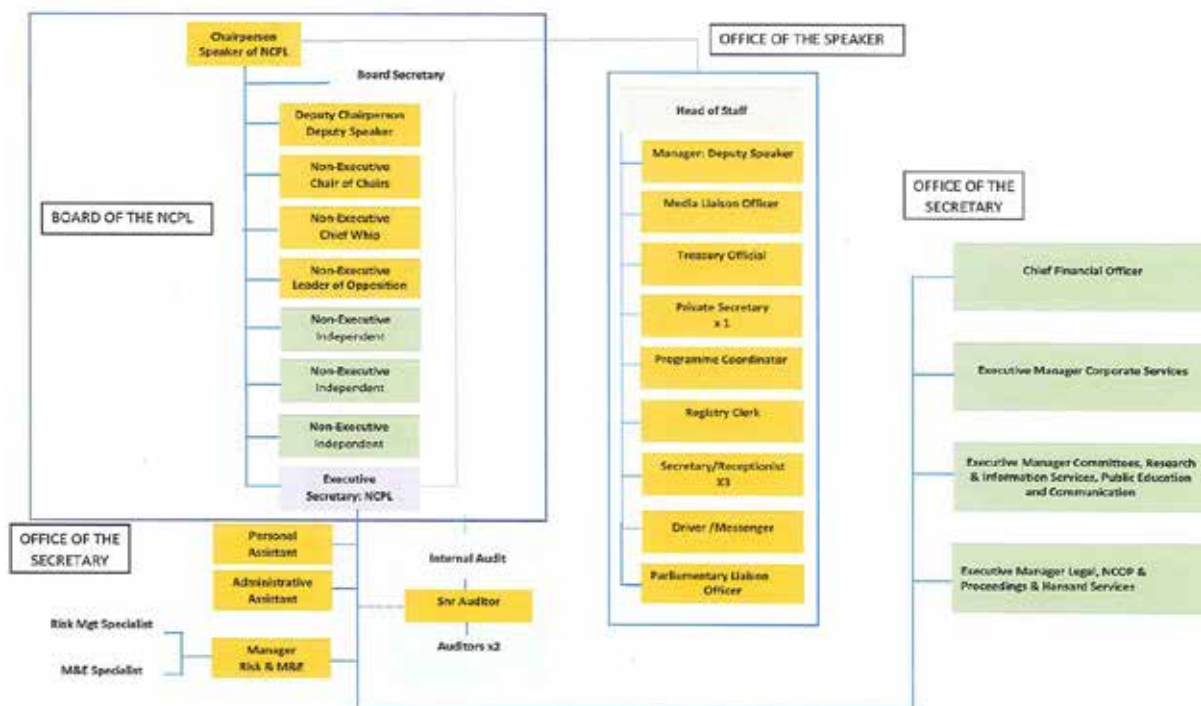 Chairperson
Speaker of NCPL
OFFICE OF THE SPEAKER
Board Secretary
Deputy Chairperson
Deputy Speaker
Non-Executive
Chair of Chairs
BOARD OF THE NCPL
Non-Executive
Chief Whip
Non-Executive
Leader of Opposition
Non-Executive
Independent
Non-Executive
Independent
Non-Executive
Independent
Executive
Secretary: NCPL
Head of Staff
Manager: Deputy Speaker
Media Liaison Officer
Treasury Official
Private Secretary
x 1
Programme Coordinator
Registry Clerk
Secretary/Receptionist
X3
Driver /Messenger
Parliamentary Liaison
Officer
OFFICE OF THE
SECRETARY
Chief Financial Officer
Executive Manager Corporate Services
Executive Manager Committees, Research
& Information Services, Public Education
and Communication
Executive Manager Legal, NCOP &
Proceedings & Hansard Services
OFFICE OF THE
SECRETARY
Personal
Assistant
Administrative
Assistant
Internal Audit
Snr Auditor
Auditors x2
Risk Mgt Specialist
M&E Specialist
Manager
Risk & M&E